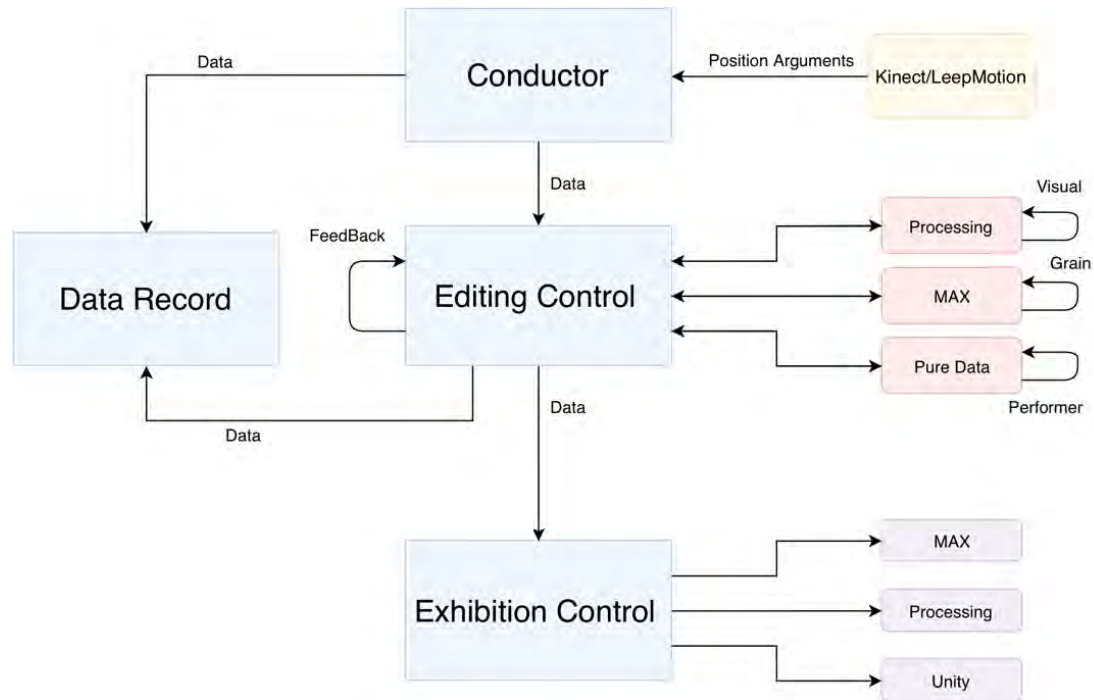 Data
Conductor
Position Arguments
Kinect/LeepMotion
Data
Visual
FeedBack
Processing
Grain
Data Record
Editing Control
MAX
Pure Data
Performer
Data
Data
MAX
Exhibition Control
Processing
Unity